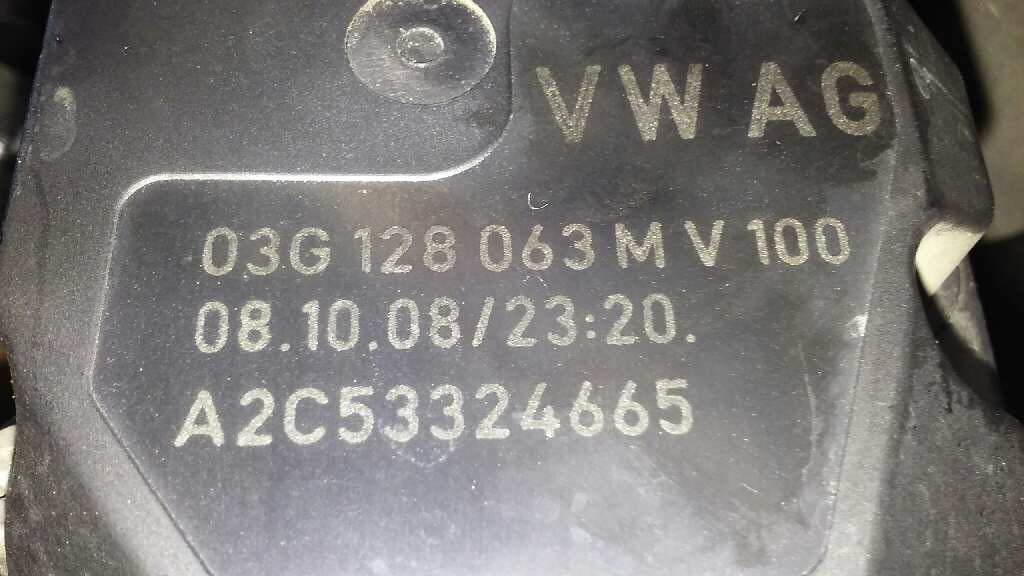 VW AG
03G 128 063 M V 100
08.10.08/23:20.
A2C53324665